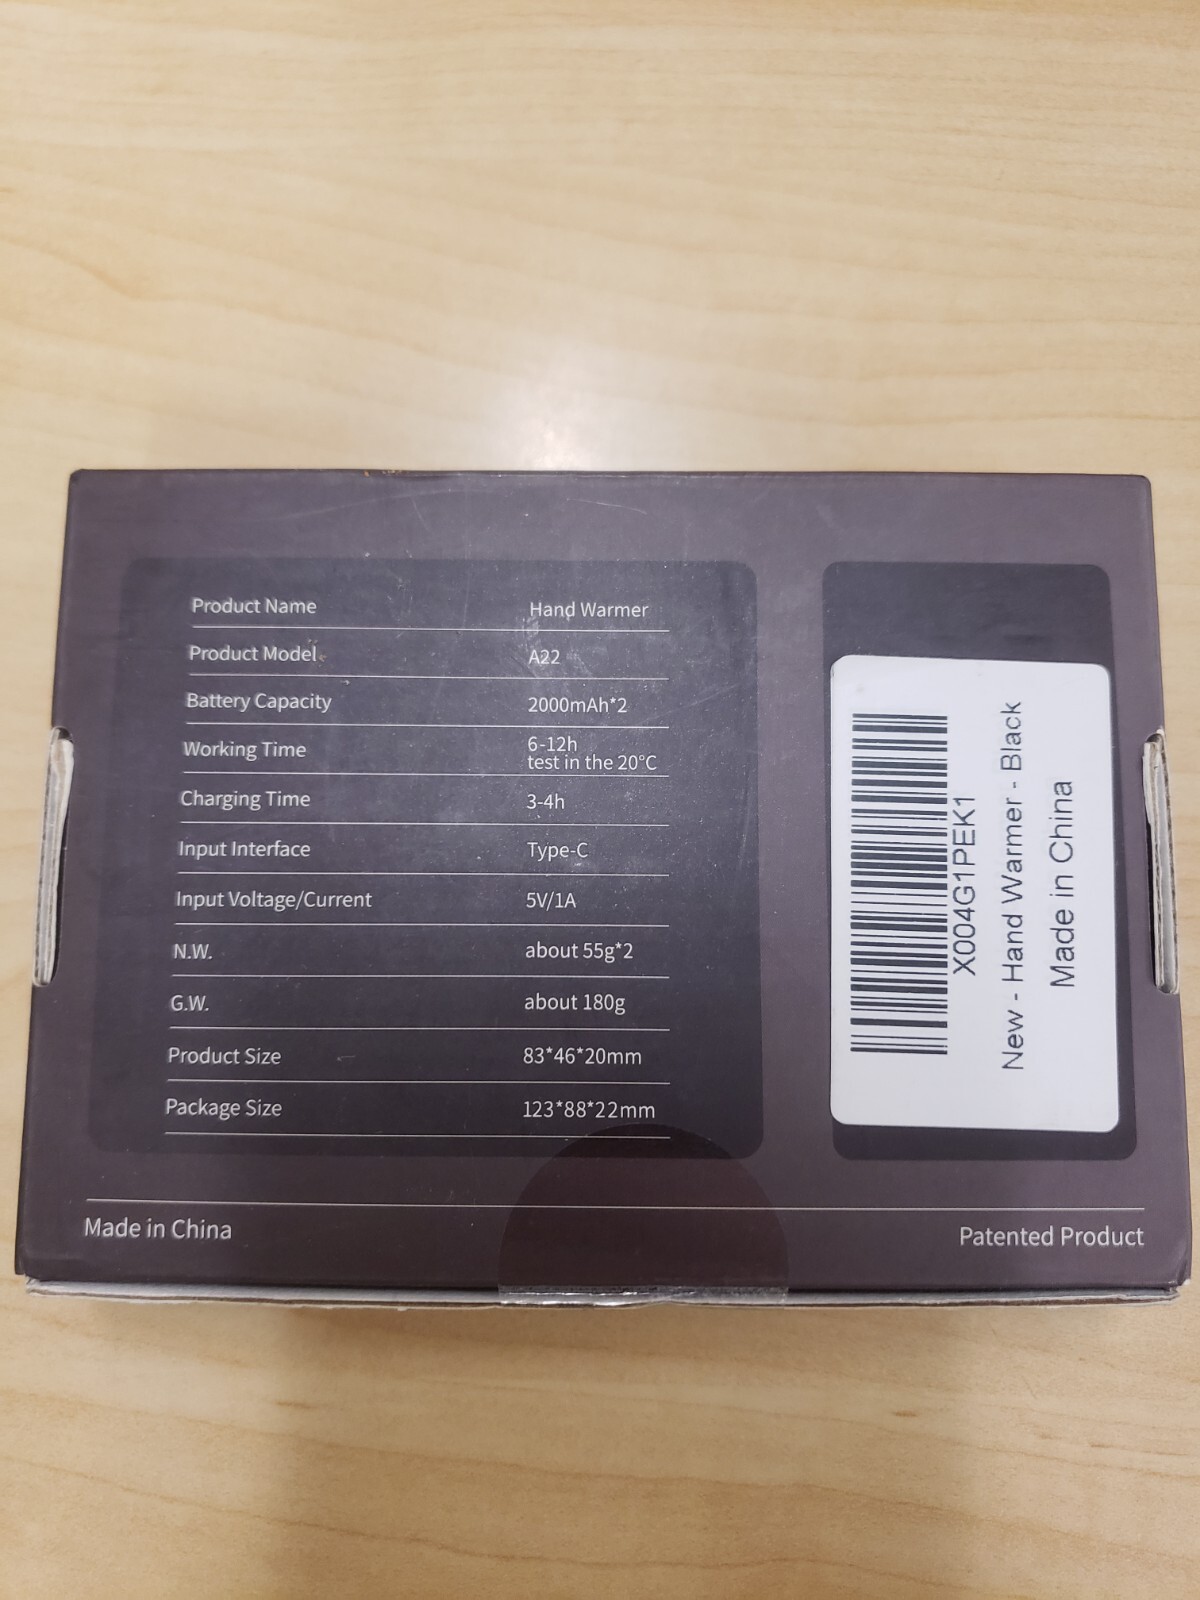 Product Name Hand Warmer
Product Model A22
Battery Capacity 2000mAh*2
Working Time 6-12h
test in the 20°C
Charging Time 3-4h
Input Interface Type-C
Input Voltage/Current 5V/1A
N.W. about 55g*2
G.W. about 180g
Product Size 83*46*20mm
Package Size 123*88*22mm
Made in China
Patented Product
X004G1PEK1
New - Hand Warmer - Black
Made in China